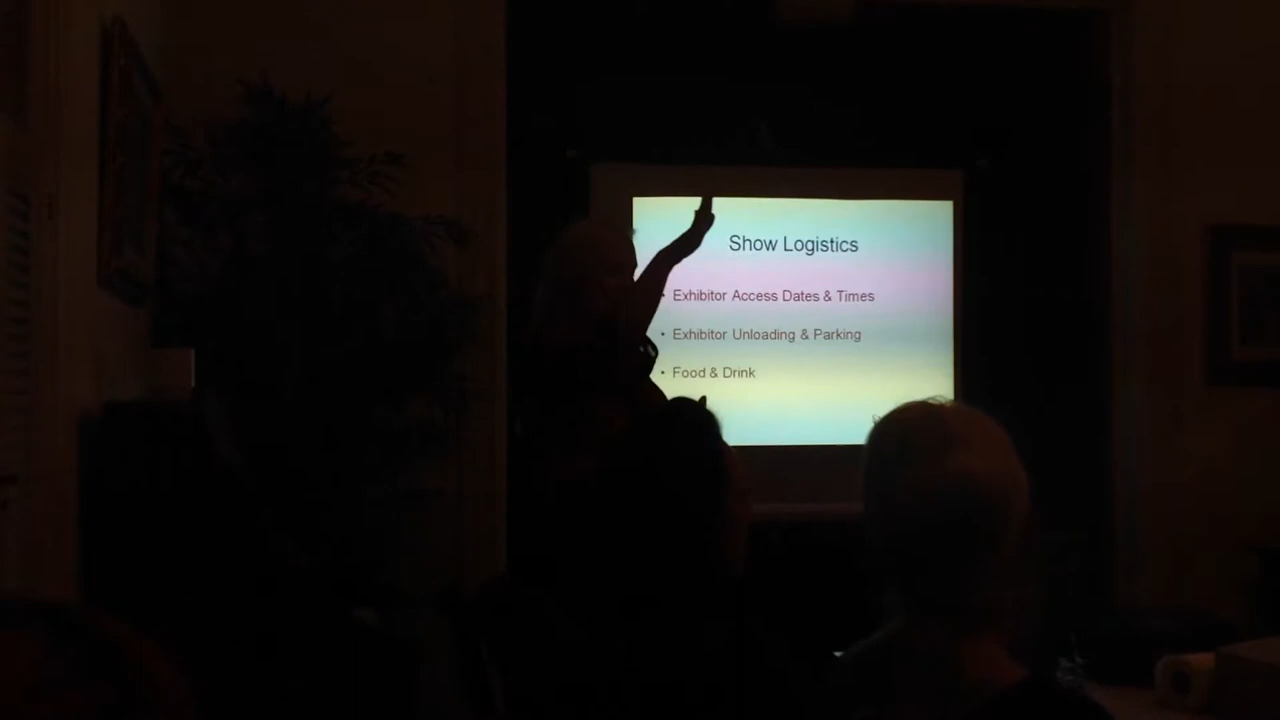 Show Logistics
• Exhibitor Access Dates & Times
• Exhibitor Unloading & Parking
• Food & Drink